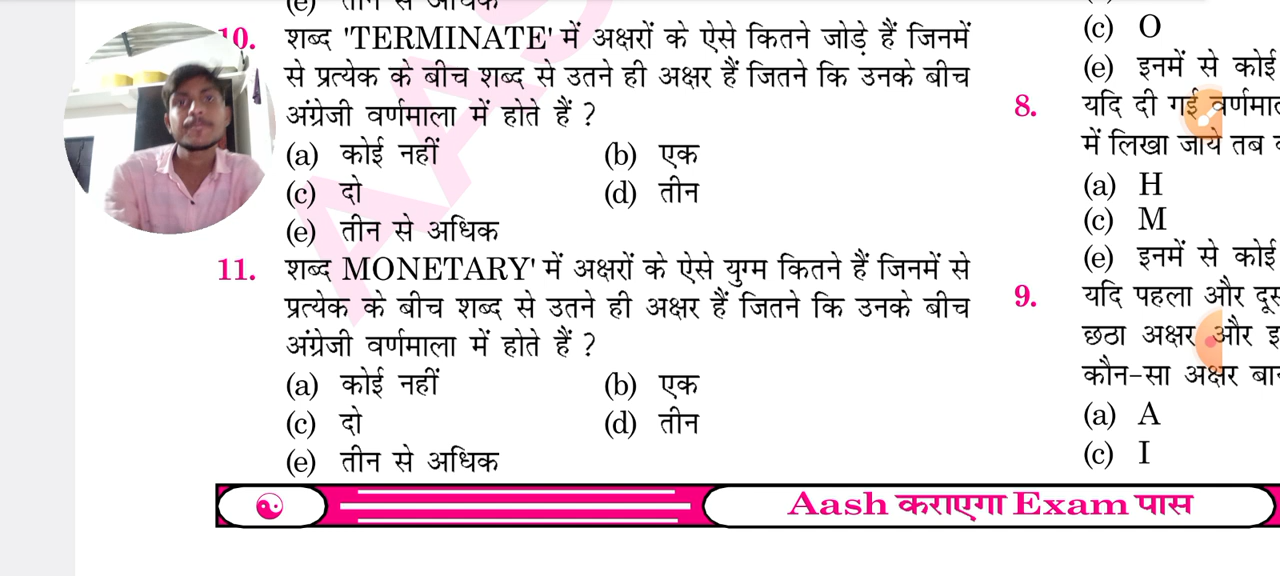 (e) तीन से अधिक
10. शब्द 'TERMINATE' में अक्षरों के ऐसे कितने जोड़े हैं जिनमें
से प्रत्येक के बीच शब्द से उतने ही अक्षर हैं जितने कि उनके बीच
अंग्रेजी वर्णमाला में होते हैं ?
(a) कोई नहीं (b) एक
(c) दो (d) तीन
(e) तीन से अधिक
11. शब्द MONETARY' में अक्षरों के ऐसे युग्म कितने हैं जिनमें से
प्रत्येक के बीच शब्द से उतने ही अक्षर हैं जितने कि उनके बीच
अंग्रेजी वर्णमाला में होते हैं ?
(a) कोई नहीं (b) एक
(c) दो (d) तीन
(e) तीन से अधिक
(c) O
(e) इनमें से कोई
8. यदि दी गई
में लिखा जाये तब
(a) H
(c) M
(e) इनमें से कोई
9. यदि पहला और
छठा अक्षर और
कौन-सा अक्षर
(a) A
(c) I
Aash कराएगा Exam पास